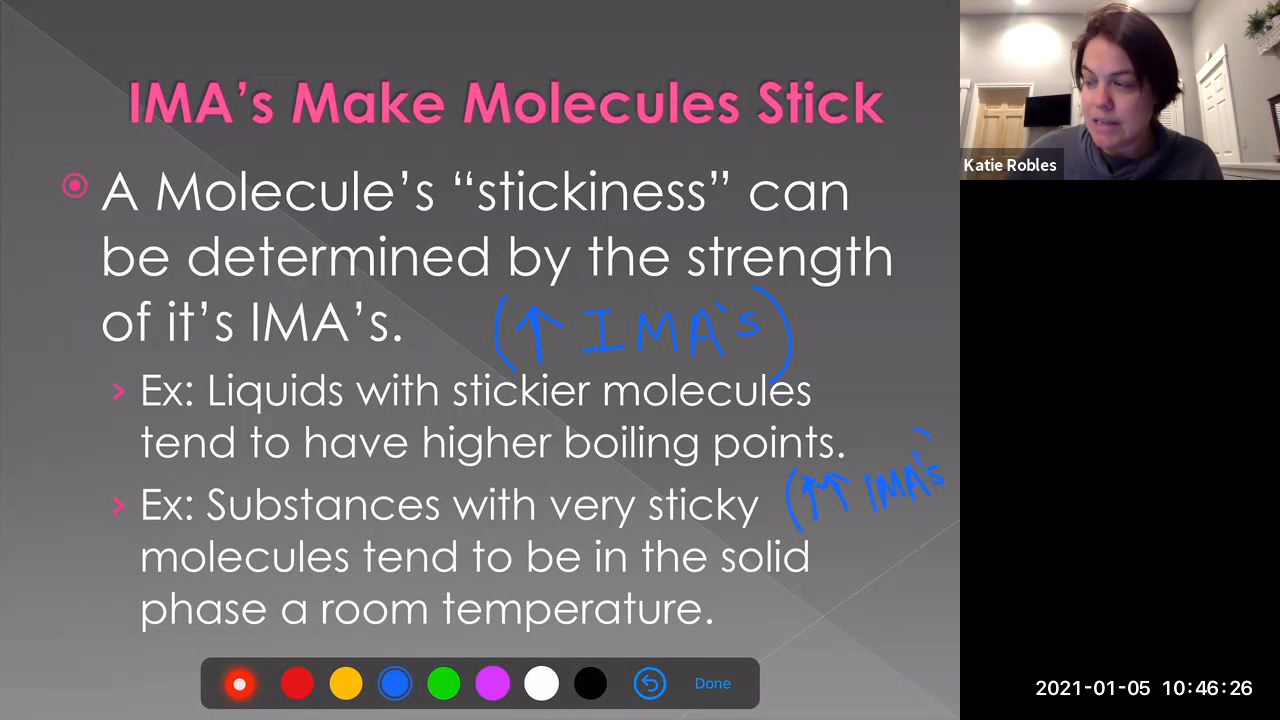 IMA's Make Molecules Stick
A Molecule's “stickiness” can
be determined by the strength
of it's IMA's.
(↑ IMA's)
Ex: Liquids with stickier molecules
tend to have higher boiling points.
(↑↑ IMA's)
Ex: Substances with very sticky
molecules tend to be in the solid
phase a room temperature.
Done
Katie Robles
2021-01-05 10:46:26